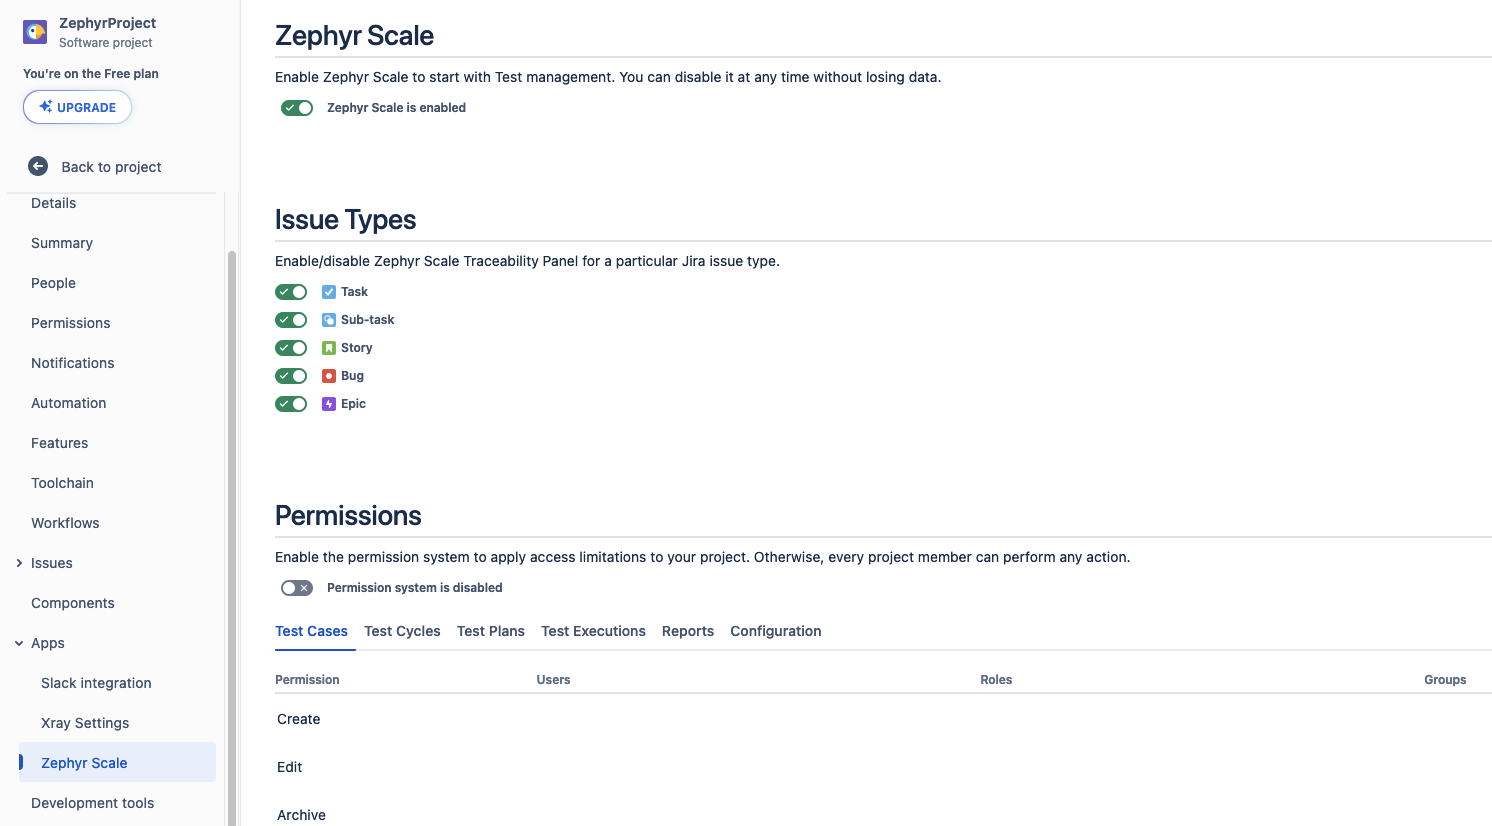 ZephyrProject
Software project
You're on the Free plan
UPGRADE
Back to project
Details
Summary
People
Permissions
Notifications
Automation
Features
Toolchain
Workflows
Issues
Components
Apps
Slack integration
Xray Settings
Zephyr Scale
Development tools
Zephyr Scale
Enable Zephyr Scale to start with Test management. You can disable it at any time without losing data.
Zephyr Scale is enabled
Issue Types
Enable/disable Zephyr Scale Traceability Panel for a particular Jira issue type.
Task
Sub-task
Story
Bug
Epic
Permissions
Enable the permission system to apply access limitations to your project. Otherwise, every project member can perform any action.
Permission system is disabled
Test Cases Test Cycles Test Plans Test Executions Reports Configuration
Permission Users Roles Groups
Create
Edit
Archive